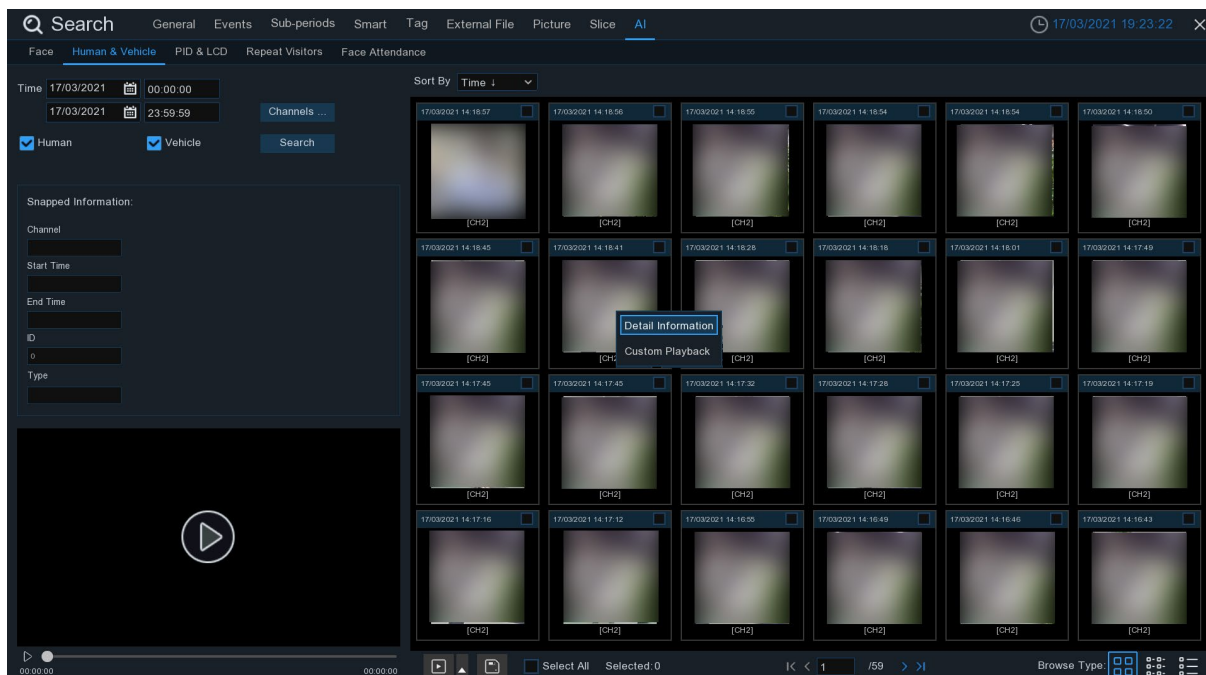 Search General Events Sub-periods Smart Tag External File Picture Slice AI 17/03/2021 19:23:22
Face Human & Vehicle PID & LCD Repeat Visitors Face Attendance
Time 17/03/2021 00:00:00
17/03/2021 23:59:59 Channels ...
Human Vehicle Search
Snapped Information:
Channel
Start Time
End Time
ID
0
Type
00:00:00 00:00:00
Sort By Time ↓
17/03/2021 14:18:57 17/03/2021 14:18:56 17/03/2021 14:18:55 17/03/2021 14:18:54 17/03/2021 14:18:54 17/03/2021 14:18:50
[CH2] [CH2] [CH2] [CH2] [CH2] [CH2]
17/03/2021 14:18:45 17/03/2021 14:18:41 17/03/2021 14:18:28 17/03/2021 14:18:18 17/03/2021 14:18:01 17/03/2021 14:17:49
Detail Information
Custom Playback
[CH2] [CH2 [CH2] [CH2] [CH2] [CH2]
17/03/2021 14:17:45 17/03/2021 14:17:45 17/03/2021 14:17:32 17/03/2021 14:17:28 17/03/2021 14:17:25 17/03/2021 14:17:19
[CH2] [CH2] [CH2] [CH2] [CH2] [CH2]
17/03/2021 14:17:16 17/03/2021 14:17:12 17/03/2021 14:16:55 17/03/2021 14:16:49 17/03/2021 14:16:46 17/03/2021 14:16:43
[CH2] [CH2] [CH2] [CH2] [CH2] [CH2]
Select All Selected: 0 1 /59 Browse Type: